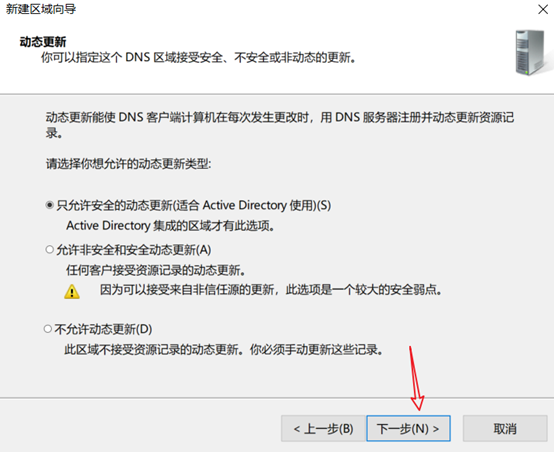 新建区域向导
动态更新
你可以指定这个 DNS 区域接受安全、不安全或非动态的更新。
动态更新能使 DNS 客户端计算机在每次发生更改时，用 DNS 服务器注册并动态更新资源记
录。
请选择你想允许的动态更新类型:
只允许安全的动态更新(适合 Active Directory 使用)(S)
Active Directory 集成的区域才有此选项。
允许非安全和安全动态更新(A)
任何客户接受资源记录的动态更新。
因为可以接受来自非信任源的更新，此选项是一个较大的安全弱点。
不允许动态更新(D)
此区域不接受资源记录的动态更新。你必须手动更新这些记录。
< 上一步(B) 下一步(N) > 取消